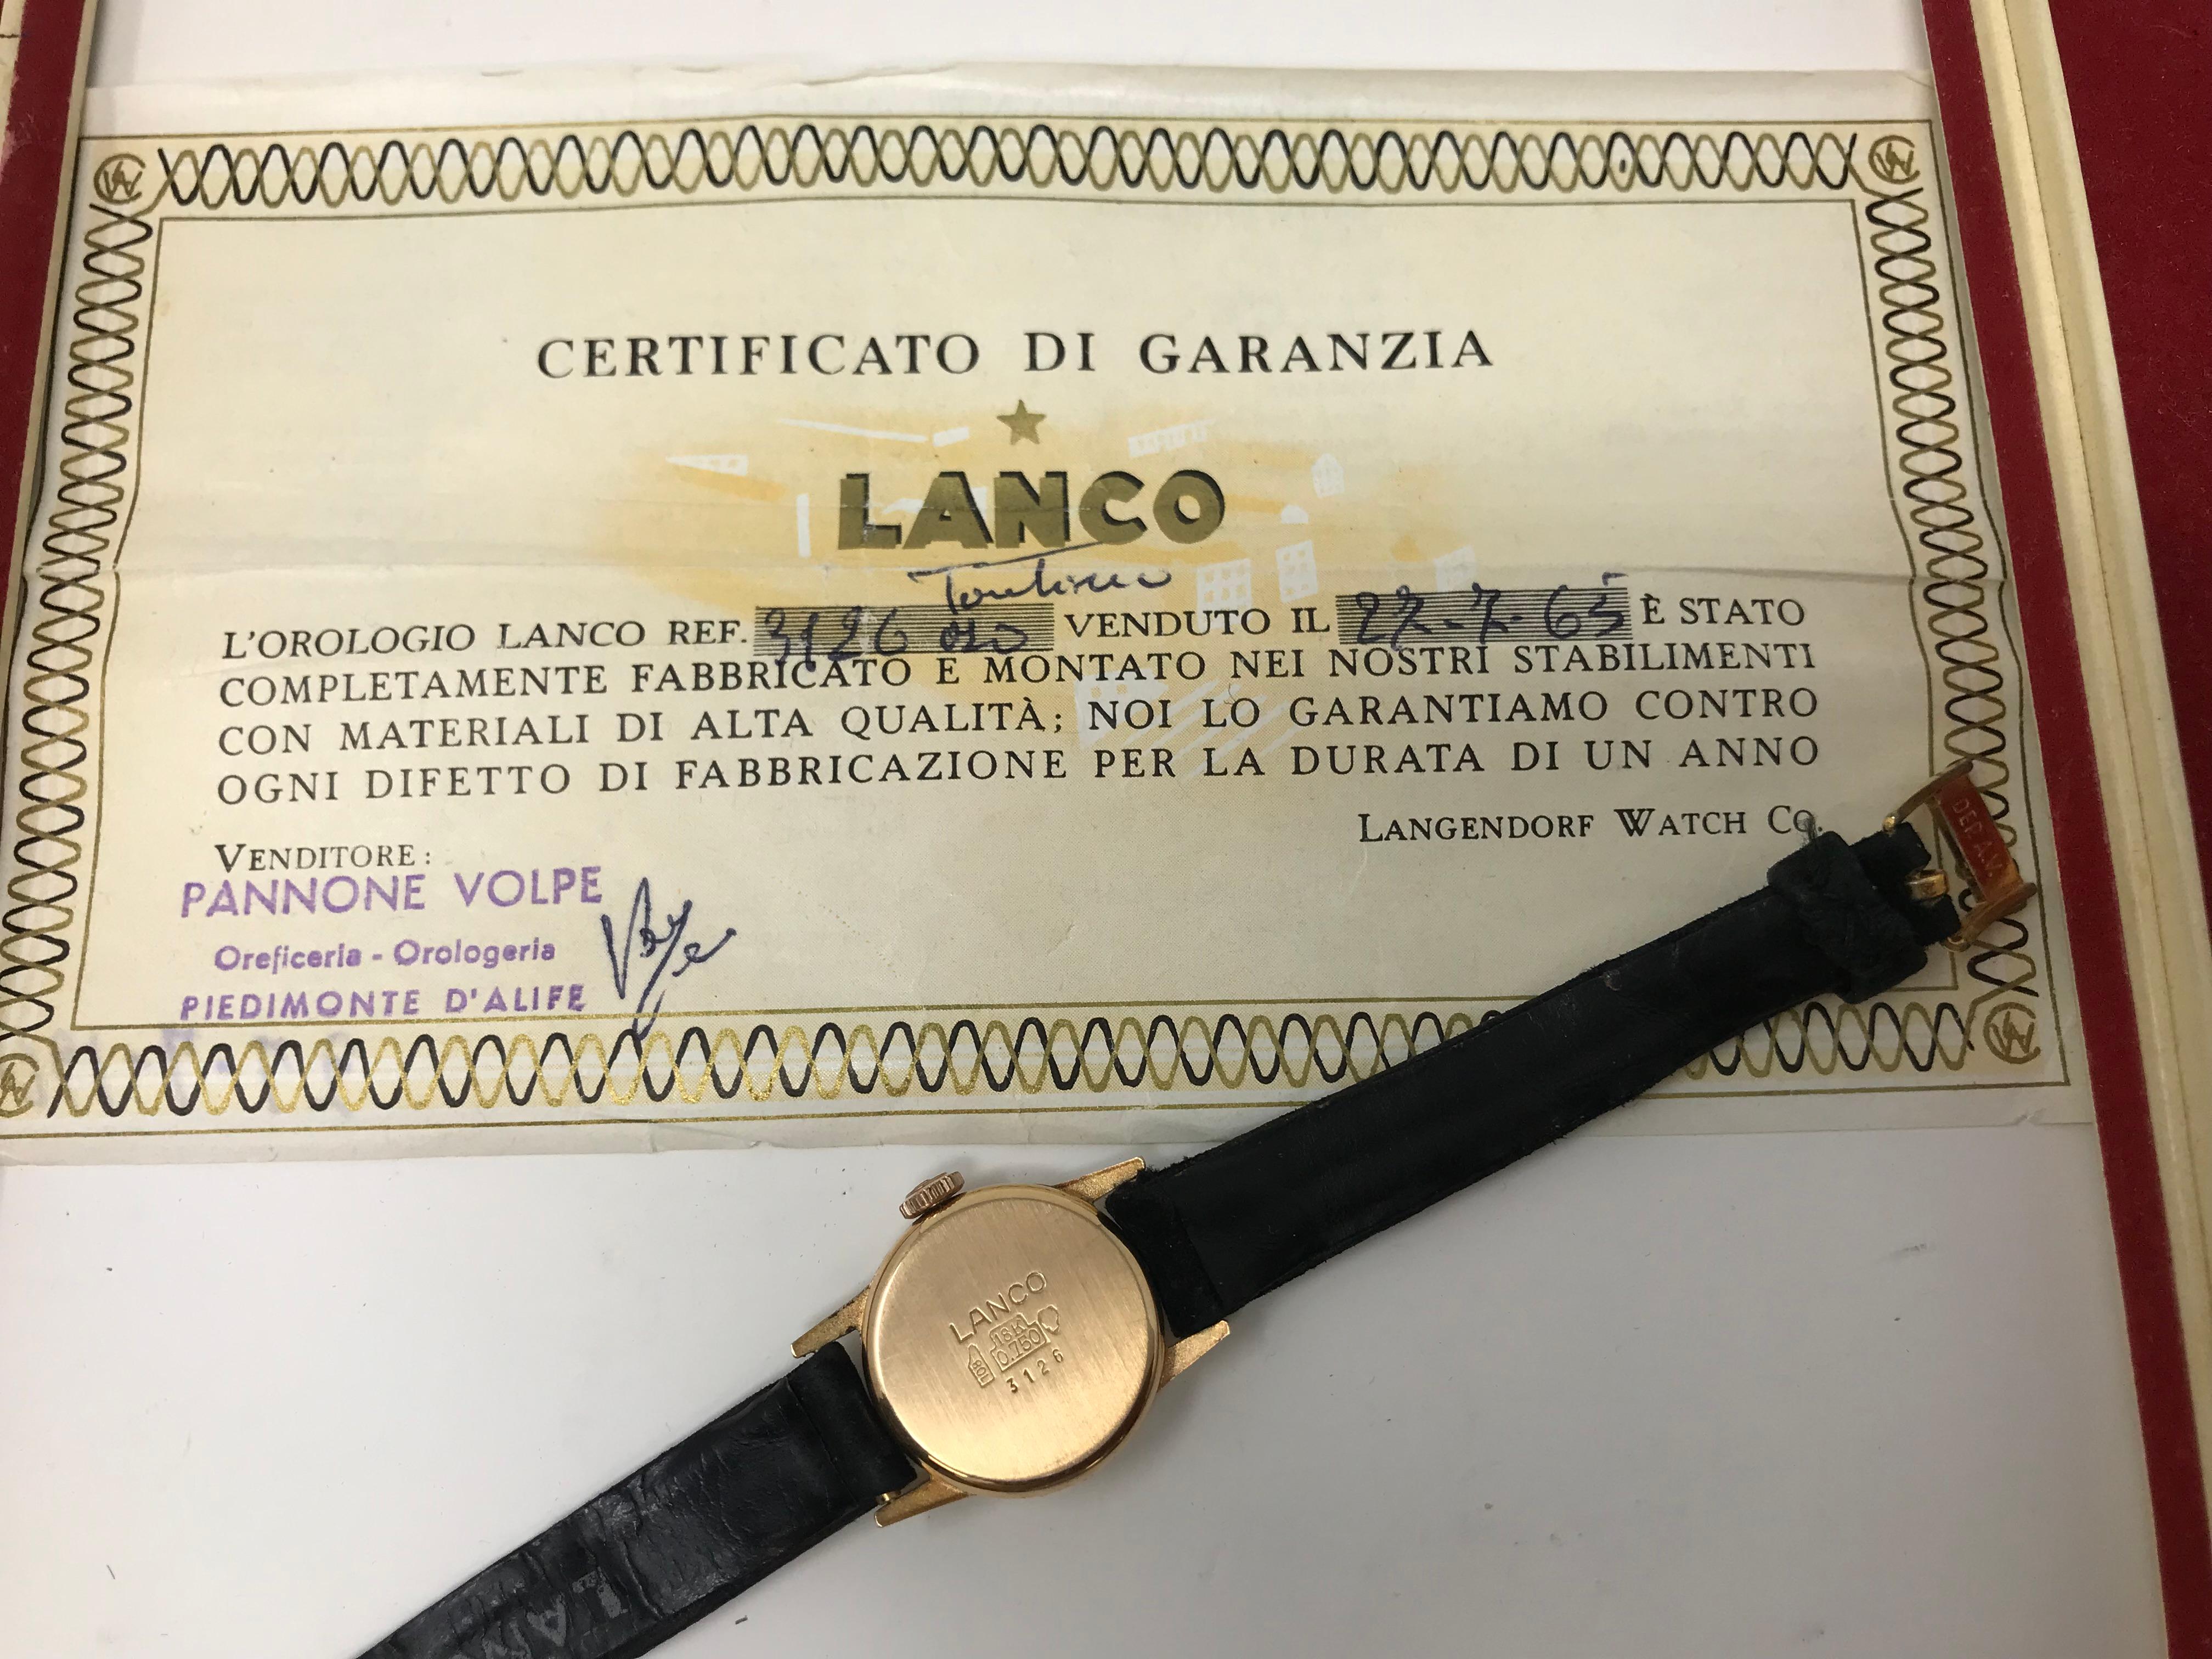 CERTIFICATO DI GARANZIA
LANCO
L'OROLOGIO LANCO REF. 3126 oro VENDUTO IL 27-7-65 È STATO
COMPLETAMENTE FABBRICATO E MONTATO NEI NOSTRI STABILIMENTI
CON MATERIALI DI ALTA QUALITÀ; NOI LO GARANTIAMO CONTRO
OGNI DIFETTO DI FABBRICAZIONE PER LA DURATA DI UN ANNO
LANGENDORF WATCH CO.
VENDITORE:
PANNONE VOLPE
Oreficeria - Orologeria
PIEDIMONTE D'ALIFE
DEP. A.V.
LANCO
18K
0.750
3126